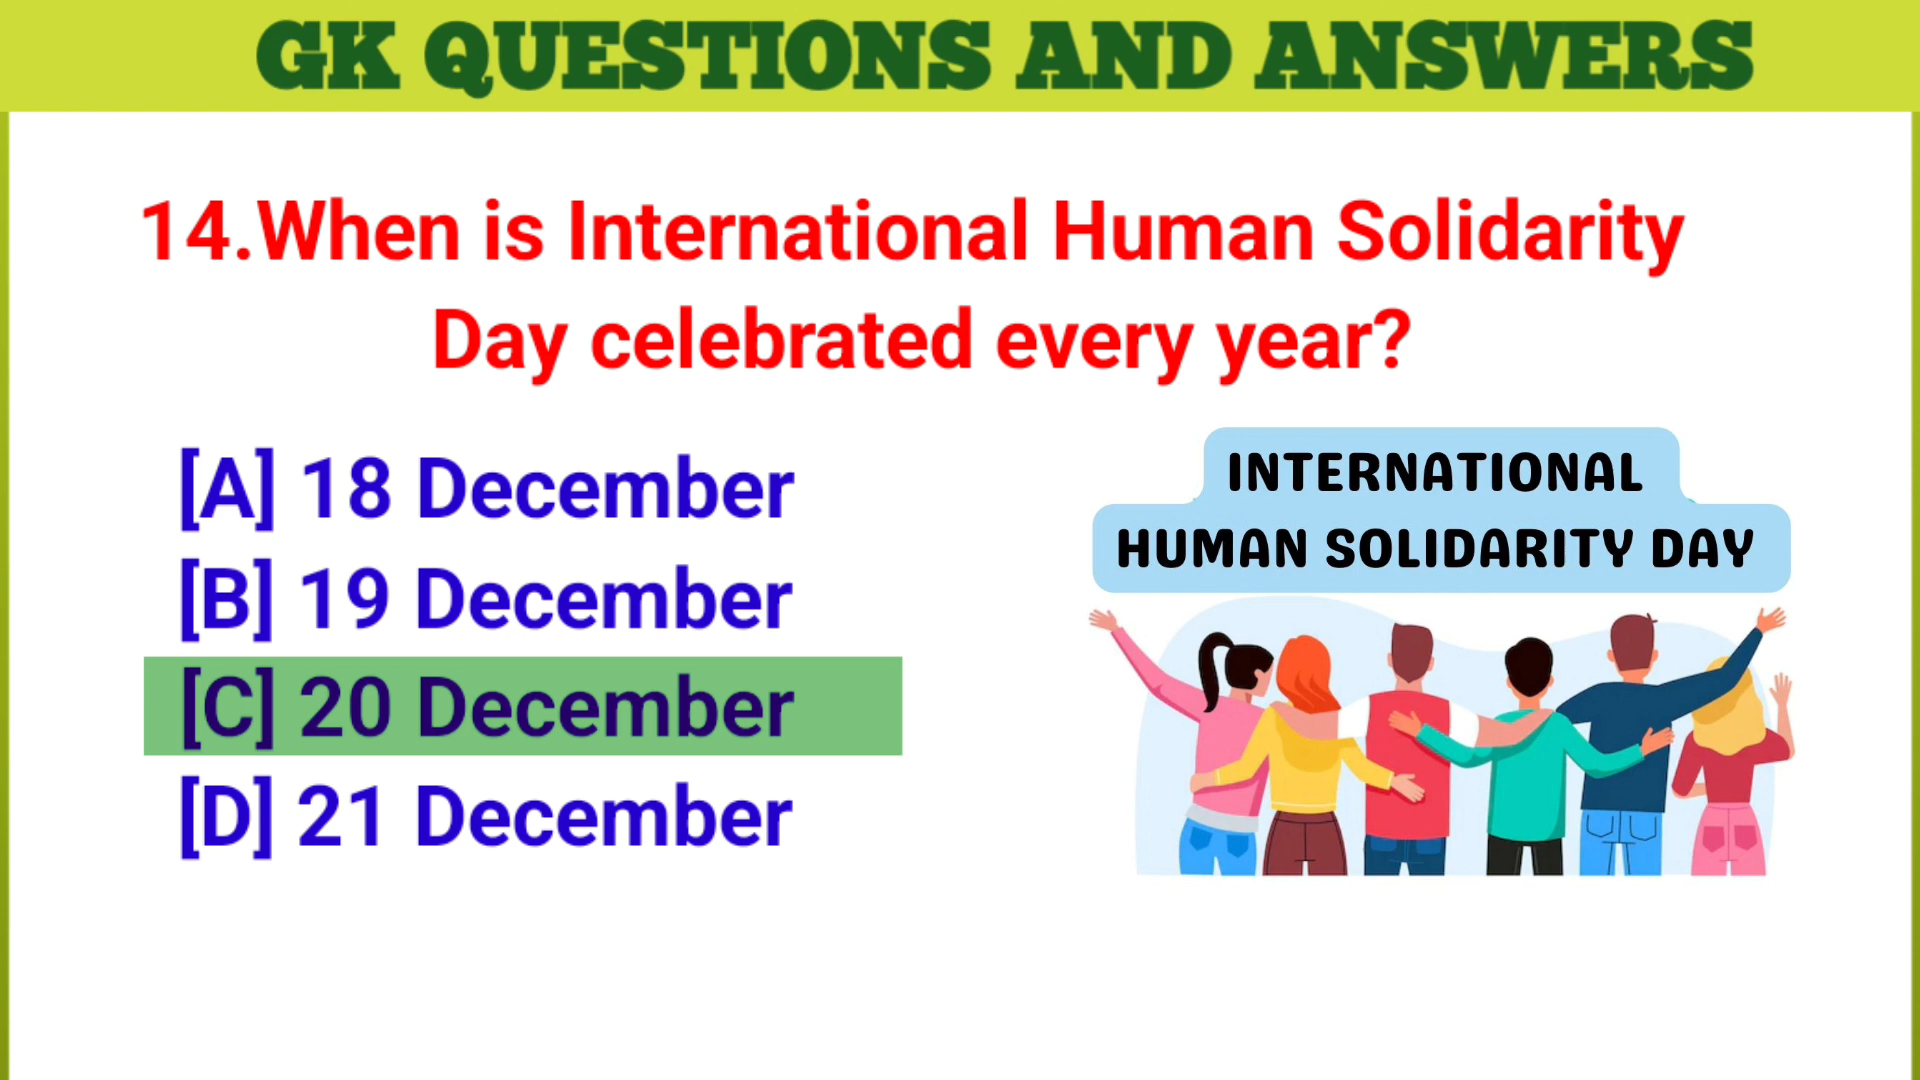 GK QUESTIONS AND ANSWERS
14.When is International Human Solidarity
Day celebrated every year?
[A] 18 December
[B] 19 December
[C] 20 December
[D] 21 December
INTERNATIONAL
HUMAN SOLIDARITY DAY